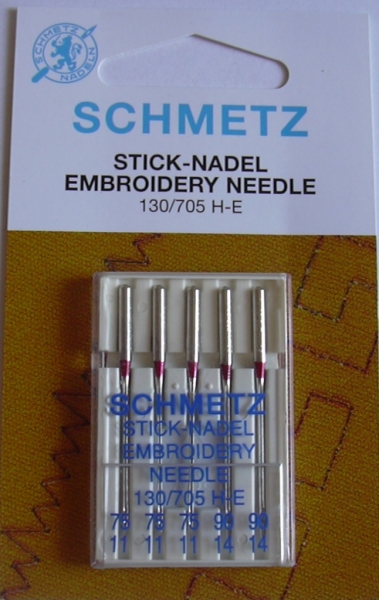 SCHMETZ
NADELN
SCHMETZ
STICK-NADEL
EMBROIDERY NEEDLE
130/705 H-E
SCHMETZ
STICK-NADEL
EMBROIDERY
NEEDLE
130/705 H-E
75 75 75 90 90
11 11 11 14 14